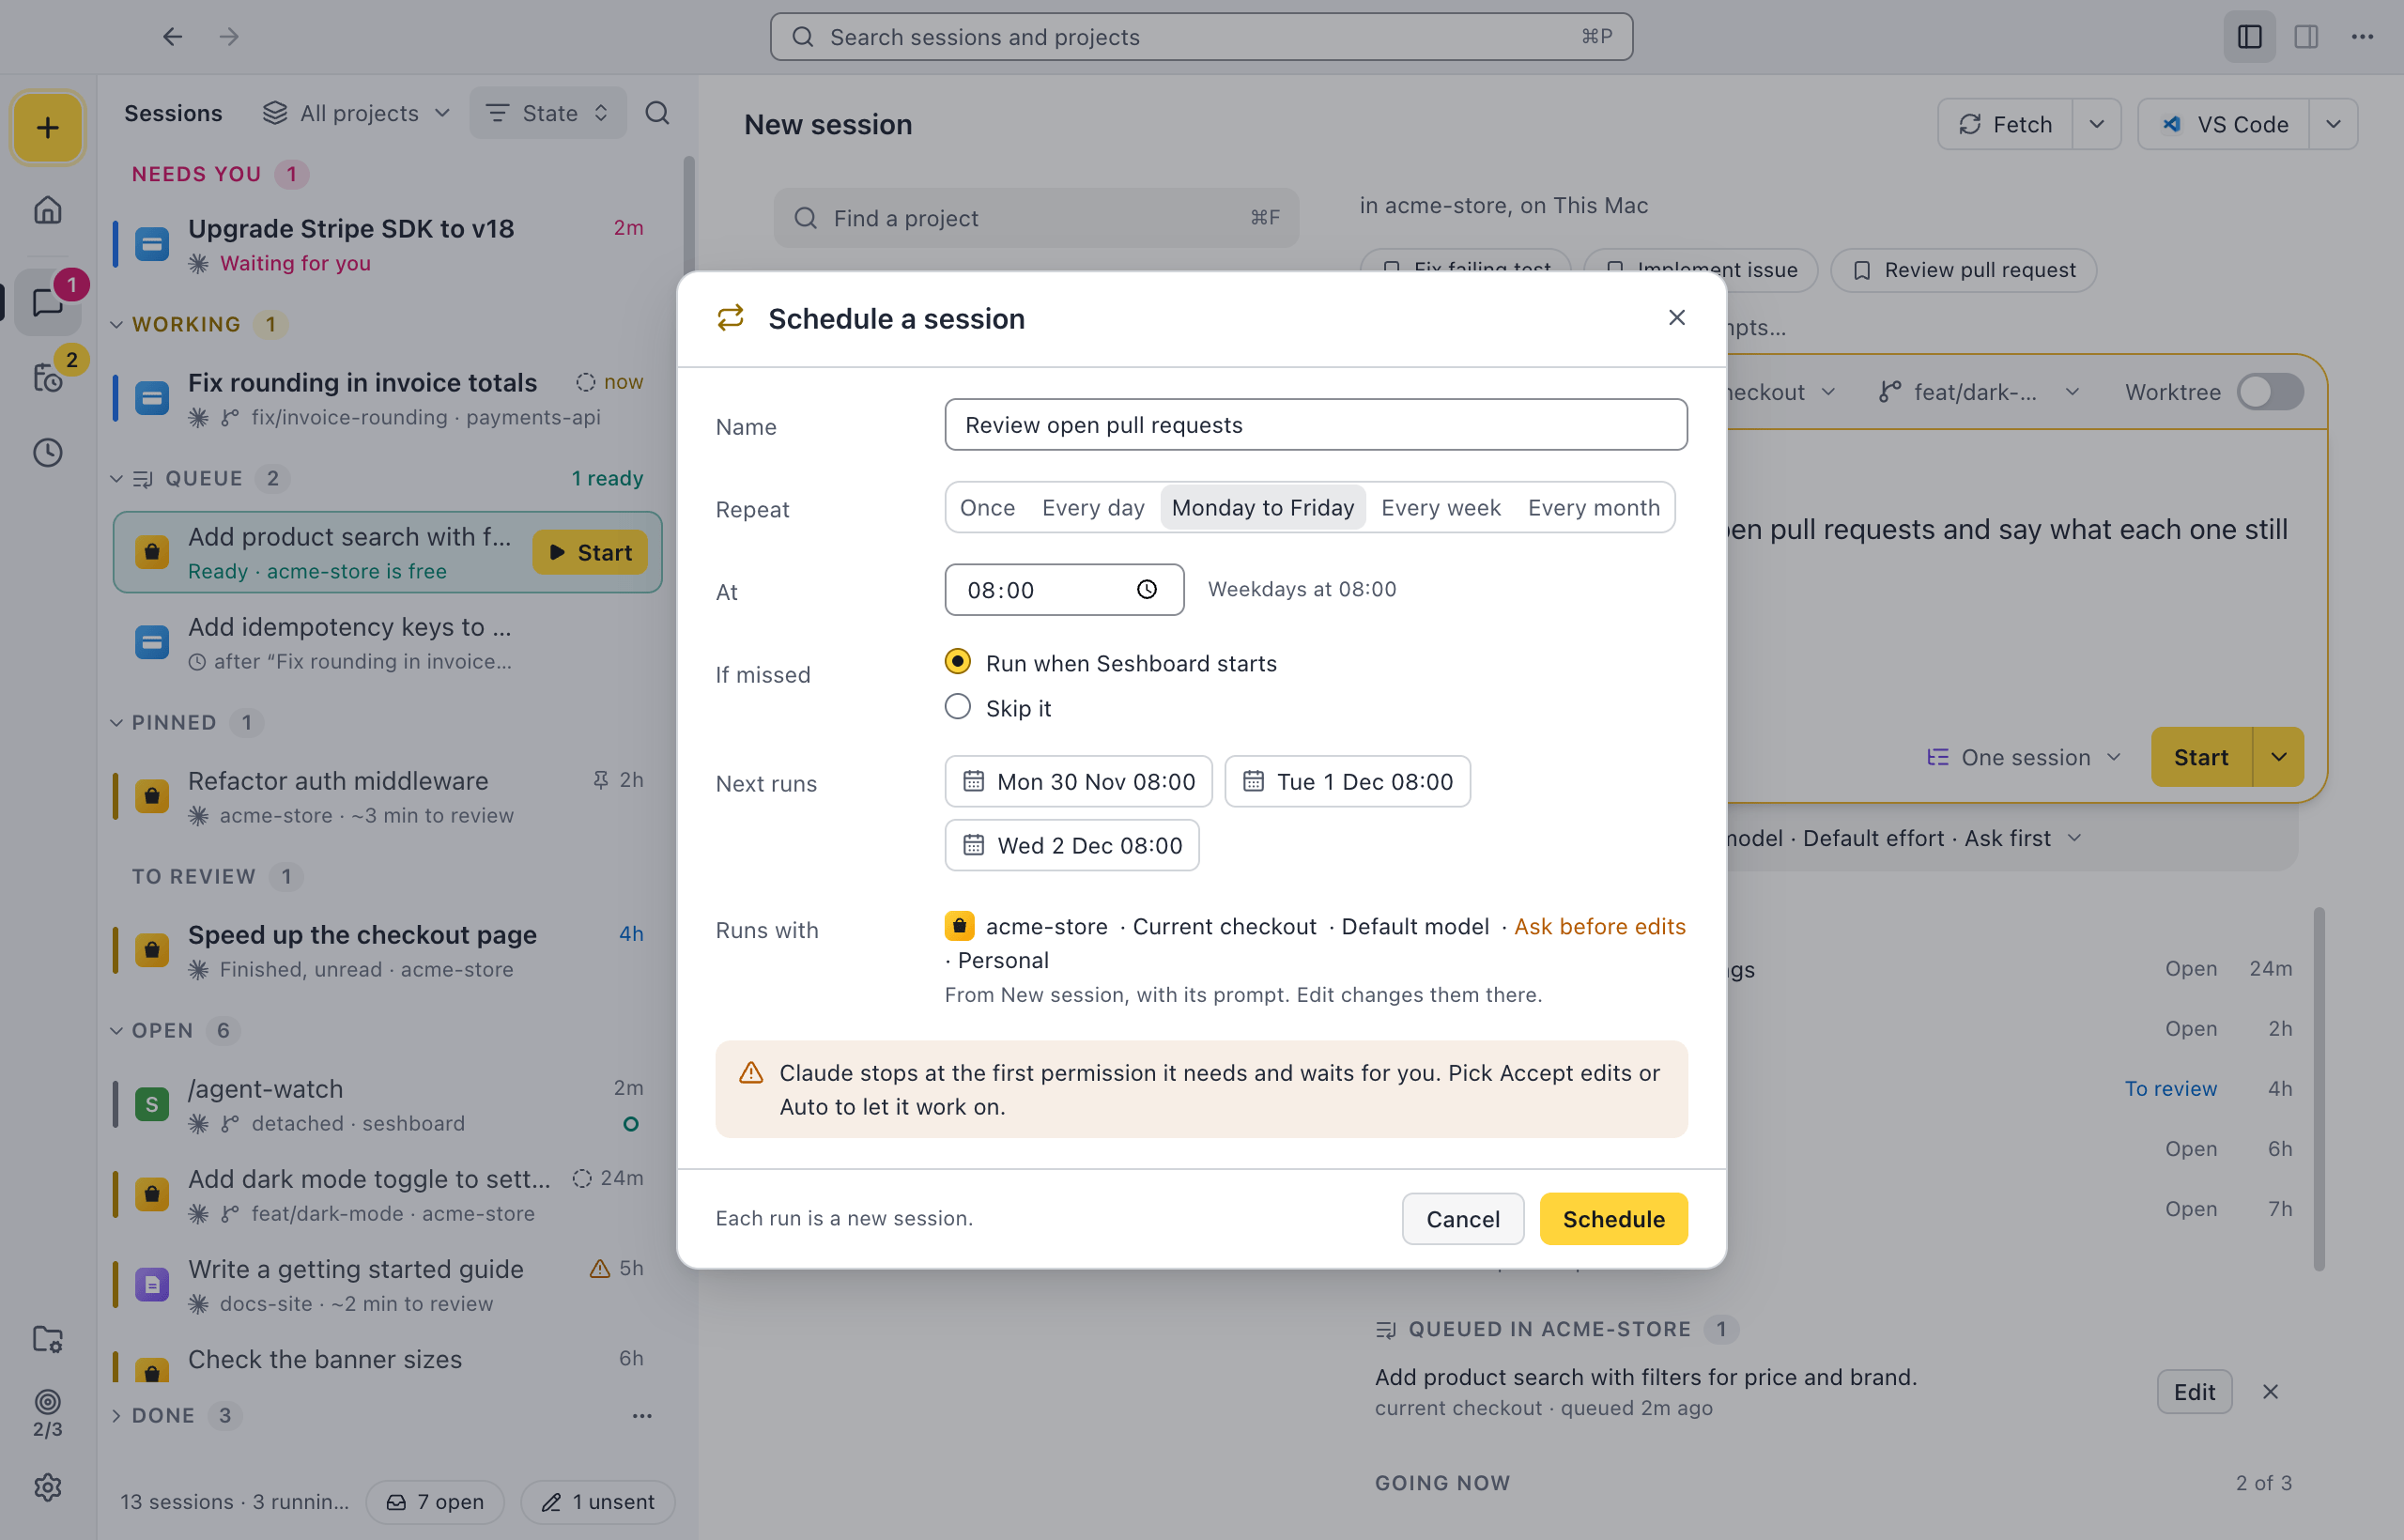 Search sessions and projects ⌘P
Sessions
All projects
State
New session
Fetch
VS Code
NEEDS YOU 1
Upgrade Stripe SDK to v18 2m
Waiting for you
1
WORKING 1
Fix rounding in invoice totals now
fix/invoice-rounding · payments-api
2
QUEUE 2 1 ready
Add product search with f...
Ready · acme-store is free
Start
Add idempotency keys to ...
after “Fix rounding in invoice...
PINNED 1
Refactor auth middleware 2h
acme-store · ~3 min to review
TO REVIEW 1
Speed up the checkout page 4h
Finished, unread · acme-store
OPEN 6
S
/agent-watch 2m
detached · seshboard
Add dark mode toggle to sett... 24m
feat/dark-mode · acme-store
Write a getting started guide 5h
docs-site · ~2 min to review
Check the banner sizes 6h
DONE 3
2/3
13 sessions · 3 runnin...
7 open
1 unsent
Find a project ⌘F
in acme-store, on This Mac
Review pull request
issue
feat/dark-...
Worktree
pull requests and say what each one still
One session
Start
· Default effort · Ask first
Open 24m
Open 2h
To review 4h
Open 6h
Open 7h
QUEUED IN ACME-STORE 1
Add product search with filters for price and brand.
current checkout · queued 2m ago
Edit
GOING NOW 2 of 3
Schedule a session
Name
Review open pull requests
Repeat
Once Every day Monday to Friday Every week Every month
At
08:00
Weekdays at 08:00
If missed
Run when Seshboard starts
Skip it
Next runs
Mon 30 Nov 08:00
Tue 1 Dec 08:00
Wed 2 Dec 08:00
Runs with
acme-store · Current checkout · Default model · Ask before edits
· Personal
From New session, with its prompt. Edit changes them there.
Claude stops at the first permission it needs and waits for you. Pick Accept edits or
Auto to let it work on.
Each run is a new session.
Cancel
Schedule